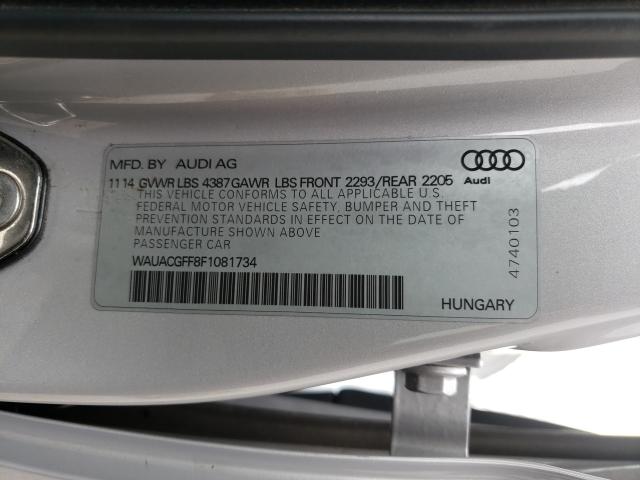 MFD. BY AUDI AG
1114 GVWR LBS 4387 GAWR LBS FRONT 2293/REAR 2205 Audi
THIS VEHICLE CONFORMS TO ALL APPLICABLE U.S.
FEDERAL MOTOR VEHICLE SAFETY, BUMPER AND THEFT
PREVENTION STANDARDS IN EFFECT ON THE DATE OF
MANUFACTURE SHOWN ABOVE
PASSENGER CAR
WAUACGFF8F1081734
HUNGARY
4740103